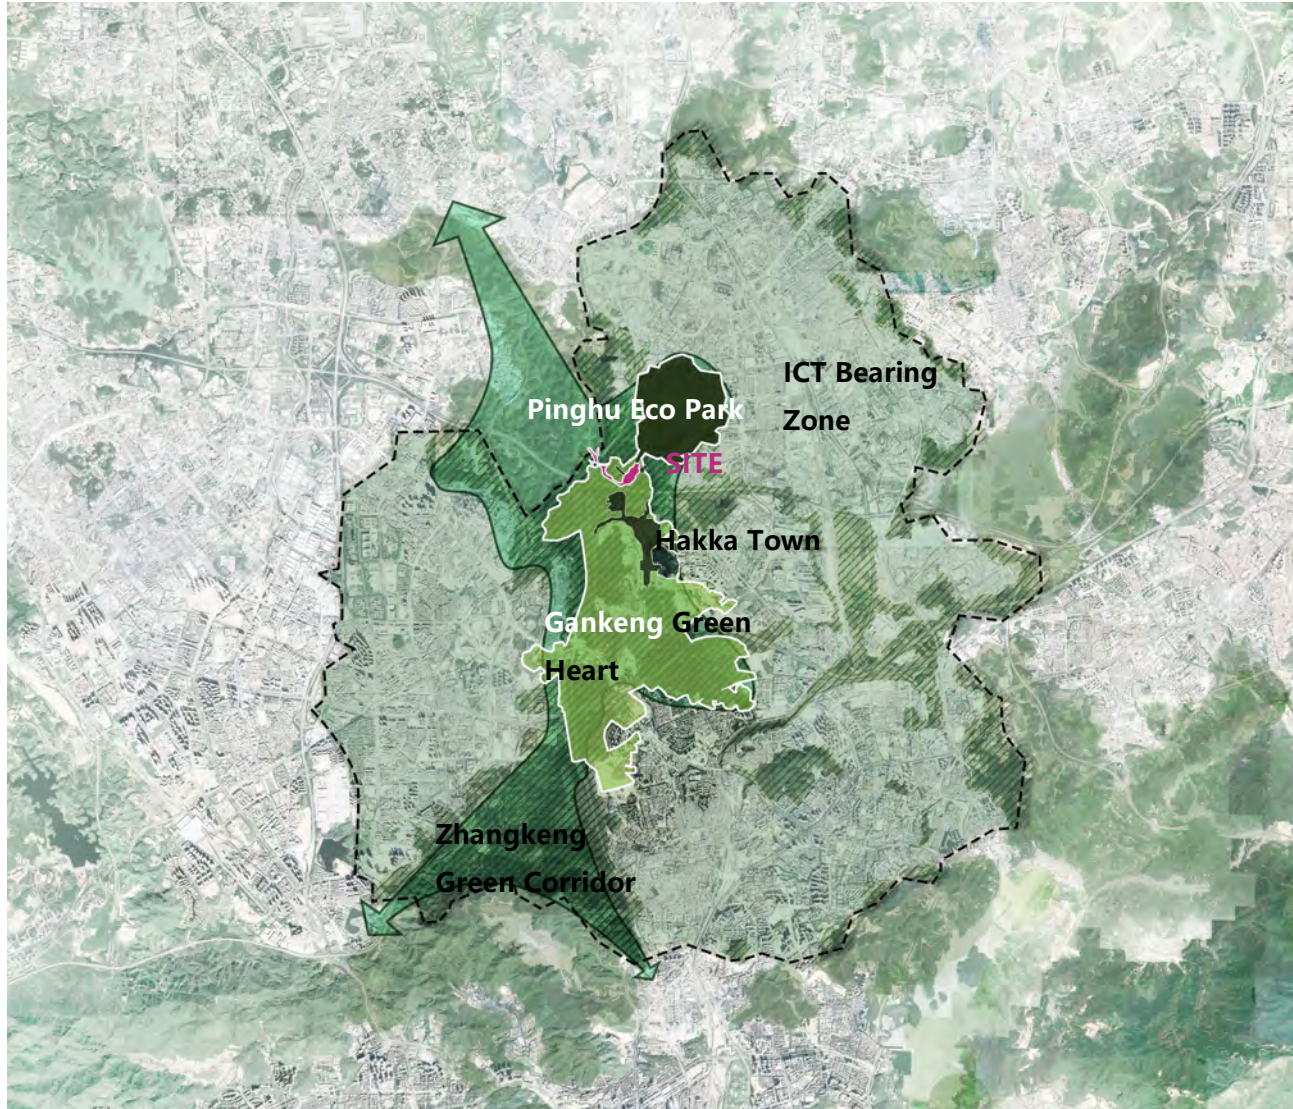 ICT Bearing
Zone
Pinghu Eco Park
SITE
Hakka Town
Gankeng Green
Heart
Zhangkeng
Green Corridor